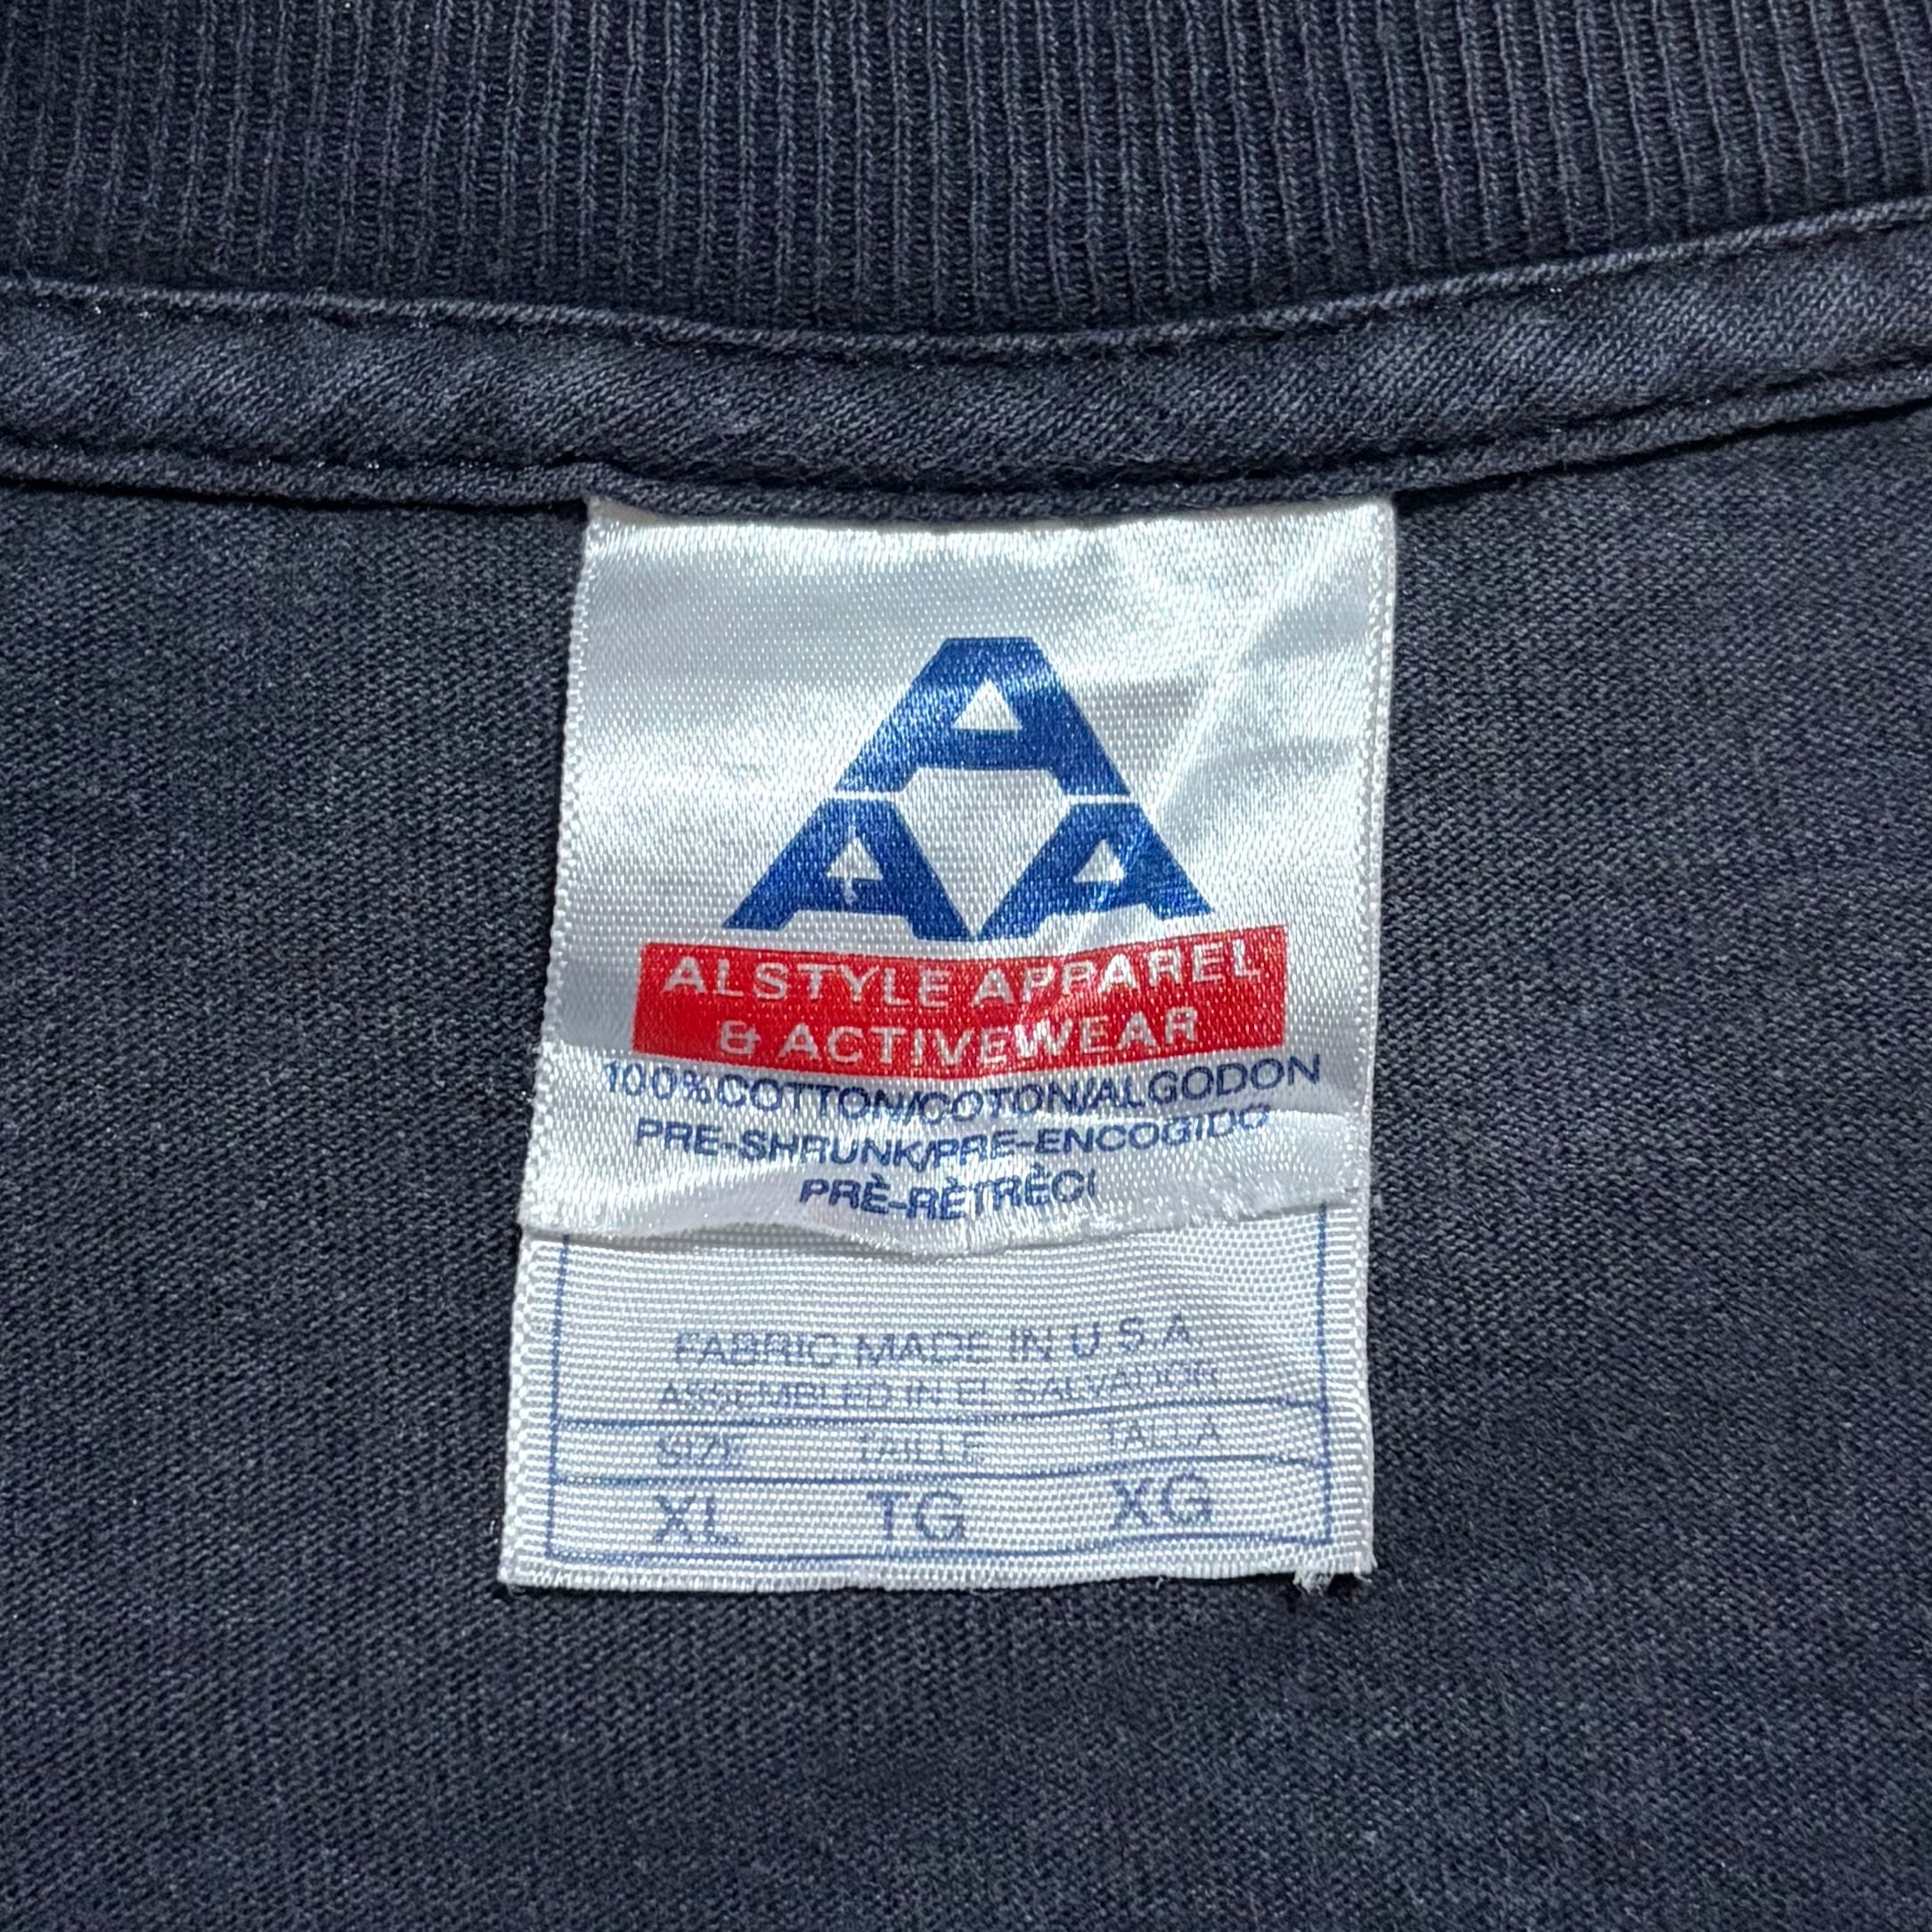 A
A A
ALSTYLE APPAREL
& ACTIVEWEAR
100%COTTON/COTON/ALGODON
PRE-SHRUNK/PRE-ENCOGIDO
PRÈ-RÈTRÈCI
FABRIC MADE IN U.S.A.
ASSEMBLED IN EL SALVADOR
SIZE TAILLE TALLA
XL TG XG